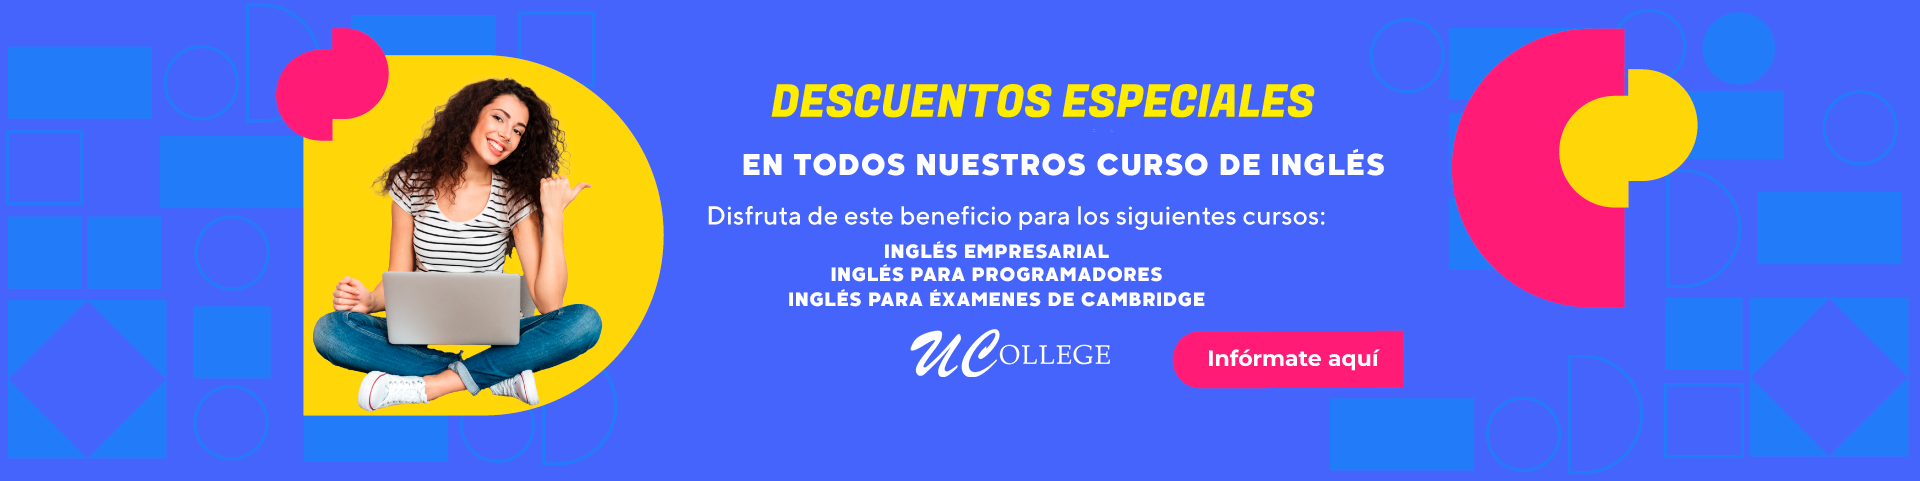 DESCUENTOS ESPECIALES
EN TODOS NUESTROS CURSO DE INGLÉS
Disfruta de este beneficio para los siguientes cursos:
INGLÉS EMPRESARIAL
INGLÉS PARA PROGRAMADORES
INGLÉS PARA ÉXAMENES DE CAMBRIDGE
UCOLLEGE
Infórmate aquí